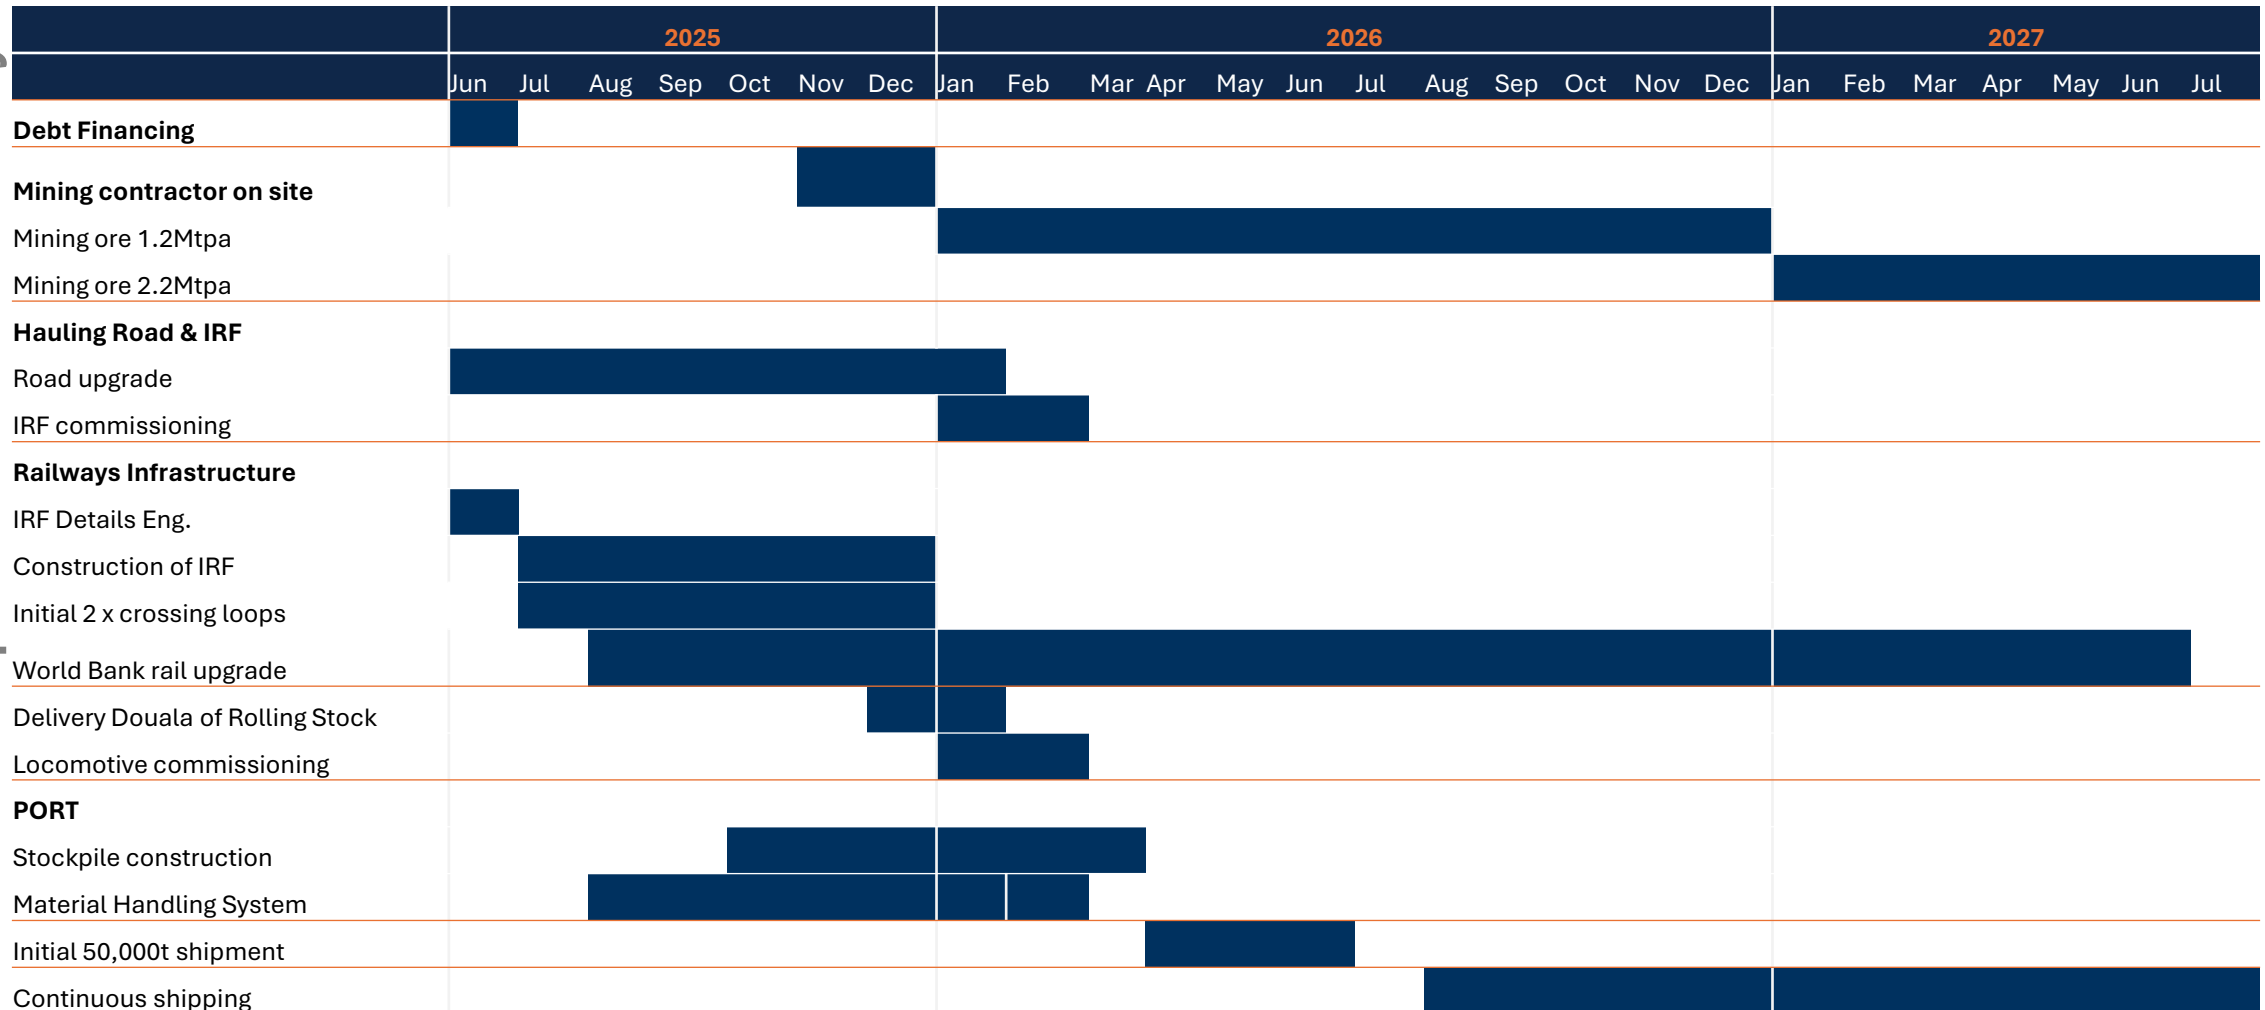 2025 2026 2027
Jun Jul Aug Sep Oct Nov Dec Jan Feb Mar Apr May Jun Jul Aug Sep Oct Nov Dec Jan Feb Mar Apr May Jun Jul
Debt Financing
Mining contractor on site
Mining ore 1.2Mtpa
Mining ore 2.2Mtpa
Hauling Road & IRF
Road upgrade
IRF commissioning
Railways Infrastructure
IRF Details Eng.
Construction of IRF
Initial 2 x crossing loops
World Bank rail upgrade
Delivery Douala of Rolling Stock
Locomotive commissioning
PORT
Stockpile construction
Material Handling System
Initial 50,000t shipment
Continuous shipping